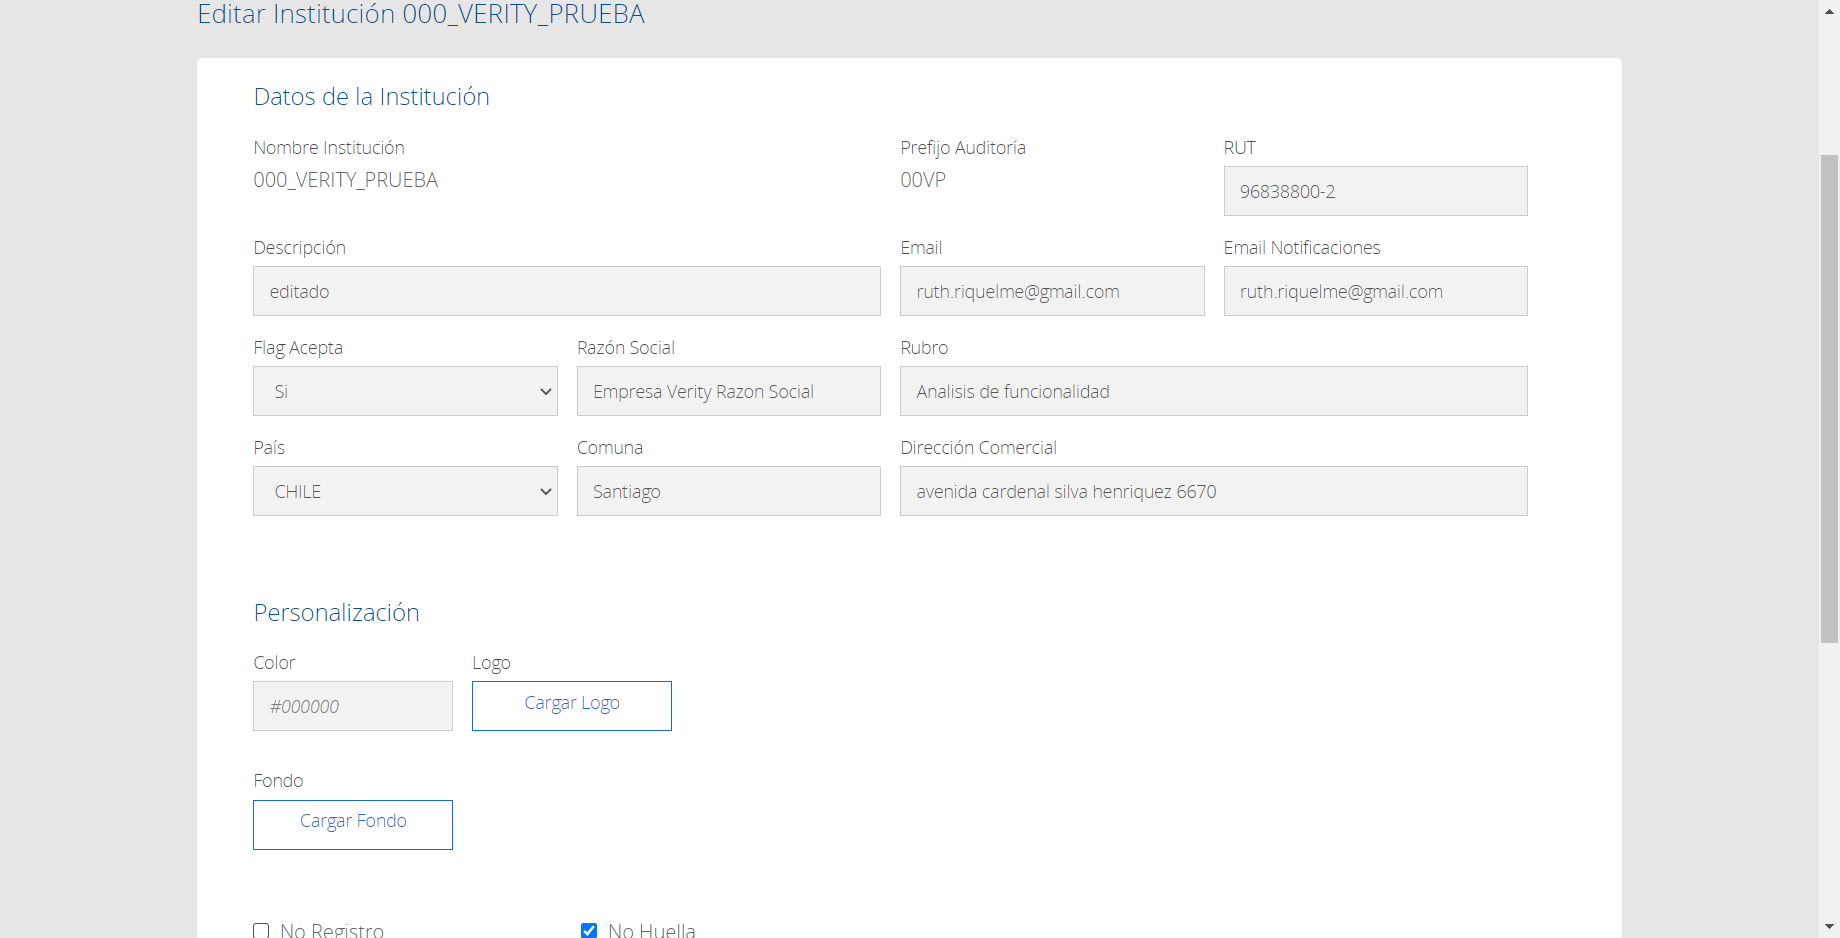 Editar Institución 000_VERITY_PRUEBA
Datos de la Institución
Nombre Institución
000_VERITY_PRUEBA
Prefijo Auditoría
00VP
RUT
96838800-2
Descripción
editado
Email
ruth.riquelme@gmail.com
Email Notificaciones
ruth.riquelme@gmail.com
Flag Acepta
Si
Razón Social
Empresa Verity Razon Social
Rubro
Analisis de funcionalidad
País
CHILE
Comuna
Santiago
Dirección Comercial
avenida cardenal silva henriquez 6670
Personalización
Color
#000000
Logo
Cargar Logo
Fondo
Cargar Fondo
No Registro
No Huella